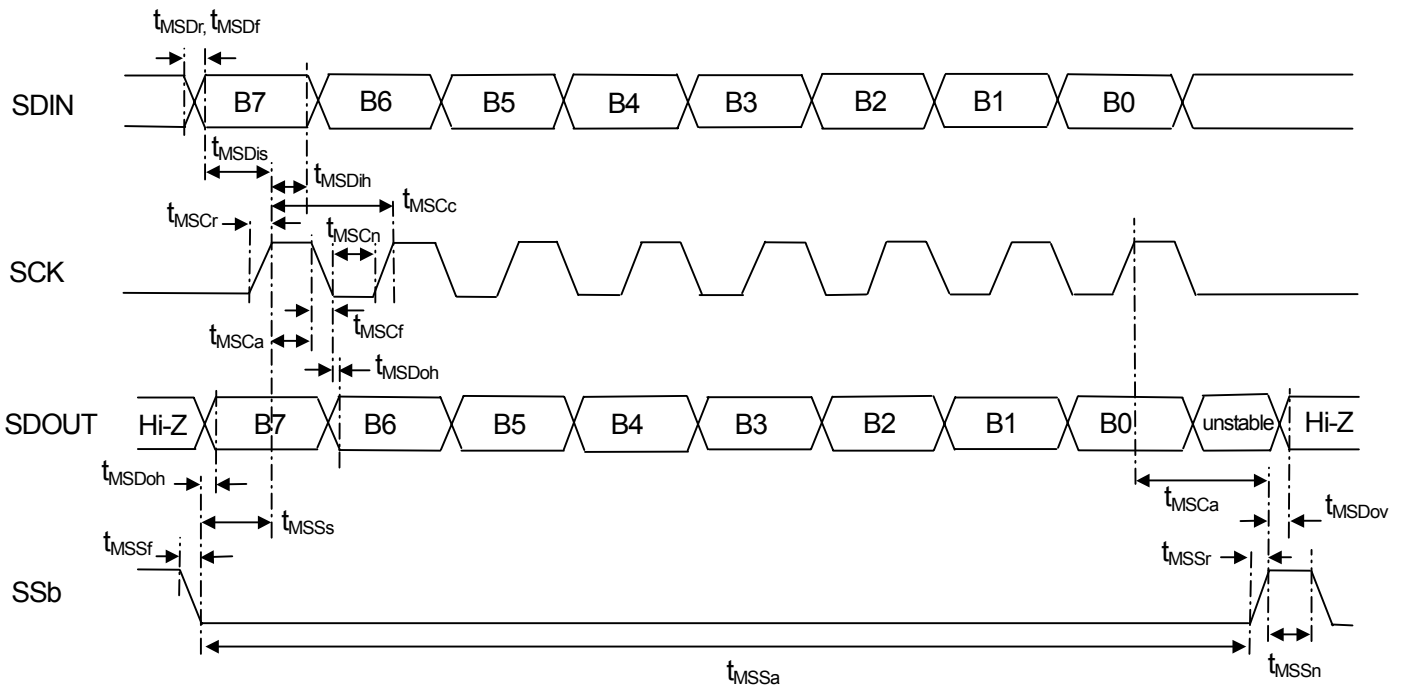 tMSDr, tMSDf
SDIN B7 B6 B5 B4 B3 B2 B1 B0
tMSDis
tMSDih
tMSCc
tMSCr
tMSCn
SCK
tMSCf
tMSCa
tMSDoh
SDOUT Hi-Z B7 B6 B5 B4 B3 B2 B1 B0 unstable Hi-Z
tMSDoh
tMSCa
tMSDov
tMSSs
tMSSf
tMSSr
SSb
tMSSa
tMSSn